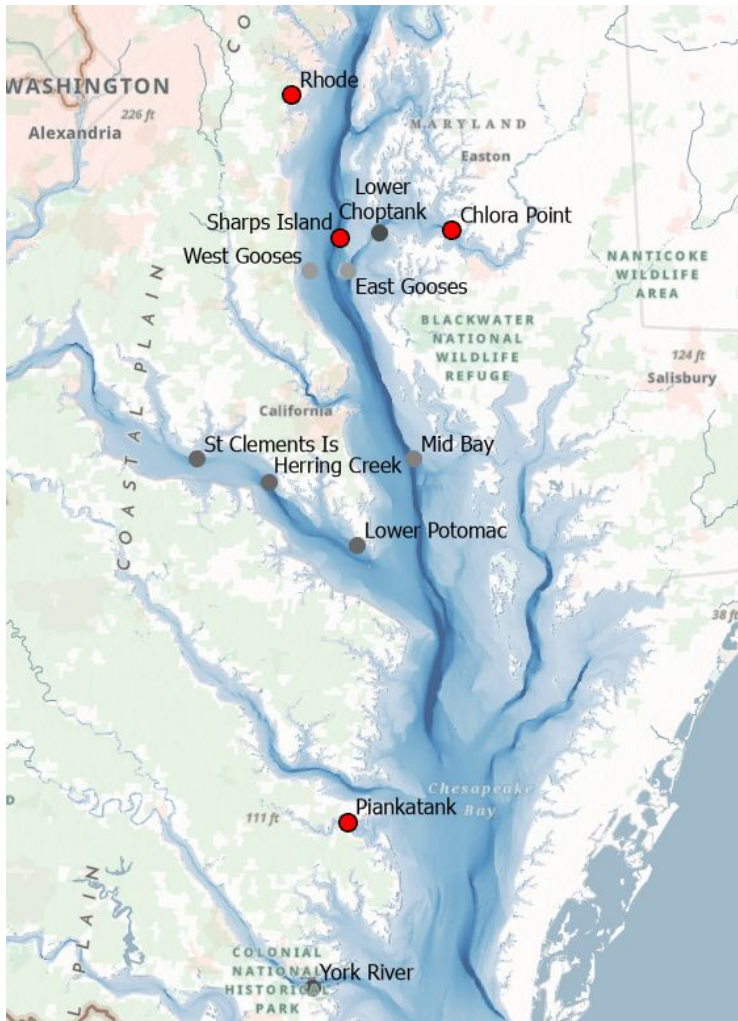 C O
WASHINGTON
Rhode
226 ft
MARYLAND
Alexandria
Easton
Lower
Choptank
Chlora Point
Sharps Island
West Gooses
East Gooses
NANTICOKE
WILDLIFE
AREA
BLACKWATER
NATIONAL
WILDLIFE
REFUGE
124 ft
Salisbury
California
COASTAL PLAIN
St Clements Is
Mid Bay
Herring Creek
Lower Potomac
38 ft
Chesapeake
Bay
Piankatank
111 ft
D
L PLAIN
COLONIAL
NATIONAL
HISTORICAL
PARK
York River